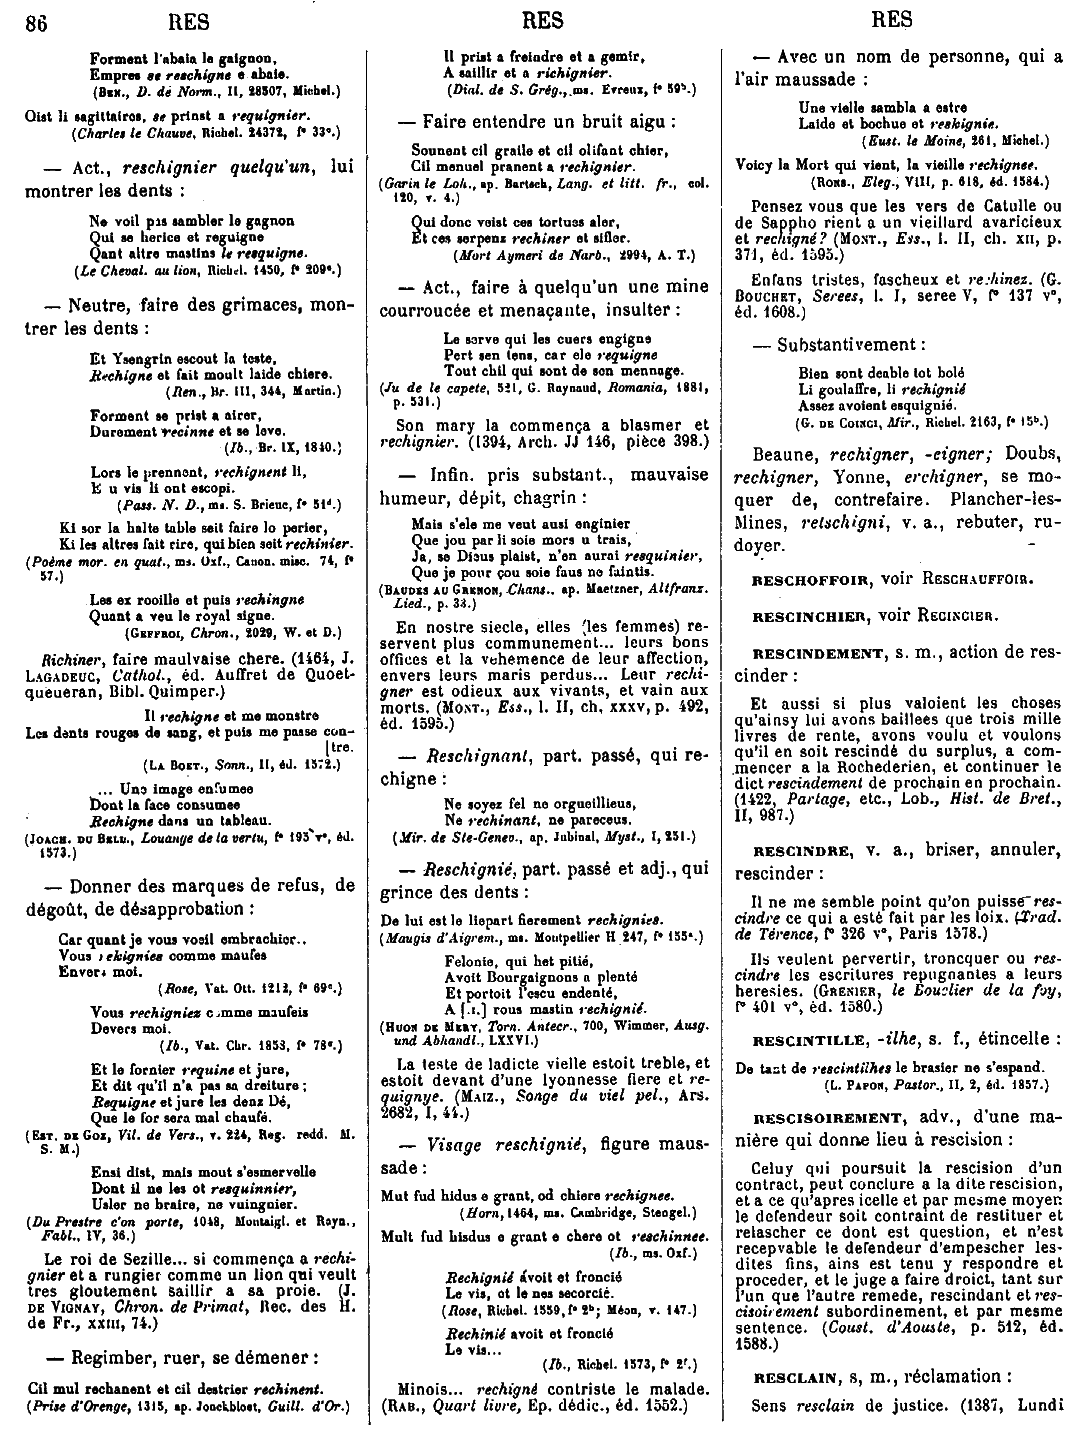 86 RES RES RES
Forment l'abaia le gaignon,
Empres se reschigne e abaie.
(Ben., D. de Norm., II, 28507, Michel.)
Oist li sagittaires, se prinst a requignier.
(Charles le Chauve, Richel. 24372, f° 33ᶜ.)
— Act., reschignier quelqu'un, lui
montrer les dents :
Ne voil pas sambler le gagnon
Qui se herice et reguigne
Qant altre mastins le resquigne.
(Le Cheval. au lion, Richel. 1450, f° 209ᵉ.)
— Neutre, faire des grimaces, mon-
trer les dents :
Et Ysengrin escout la teste,
Rechigne et fait moult laide chiere.
(Ren., Br. III, 344, Martin.)
Forment se prist a airer,
Durement recinne et se leve.
(Ib., Br. IX, 1840.)
Lors le prennent, rechignent li,
E u vis li ont escopi.
(Pass. N. D., ms. S. Brieuc, f° 51ᵈ.)
Ki sor la halte table seit faire lo perier,
Ki les altres fait rire, qui bien seit rechinier.
(Poème mor. en quat., ms. Oxf., Canon. misc. 74, f°
57.)
Les ex rooille et puis rechingne
Quant a veu le royal signe.
(Geffroi, Chron., 2029, W. et D.)
Richiner, faire maulvaise chere. (1464, J.
Lagadeuc, Cathol., éd. Auffret de Quoet-
queueran, Bibl. Quimper.)
Il rechigne et me monstre
Les dents rouges de sang, et puis me passe con-
[tre.
(La Boet., Sonn., II, éd. 1572.)
... Une image enfumee
Dont la face consumee
Rechigne dans un tableau.
(Joach. du Bell., Louange de la vertu, f° 195 v°, éd.
1573.)
— Donner des marques de refus, de
dégoût, de désapprobation :
Car quant je vous voeil embrachier,
Vous rekignies comme maufes
Envers moi.
(Rose, Vat. Ott. 1212, f° 69ᶜ.)
Vous rechignies comme maufeis
Devers moi.
(Ib., Vat. Chr. 1858, f° 78ᵉ.)
Et le fornier requine et jure,
Et dit qu'il n'a pas sa dreiture ;
Requigne et jure les denz Dé,
Que le for sera mal chaufé.
(Est. de Goz, Vil. de Vers., v. 224, Reg. redd. M.
S. M.)
Ensi dist, mais mout s'esmervelle
Dont il ne les ot resquinnier,
Usler ne braire, ne vuingnier.
(Du Prestre c'on porte, 1048, Montaigl. et Rayn.,
Fabl., IV, 36.)
Le roi de Sezille... si commença a rechi-
gnier et a rungier comme un lion qui veult
tres gloutement saillir a sa proie. (J.
de Vignay, Chron. de Primat, Rec. des H.
de Fr., xxiii, 74.)
— Regimber, ruer, se démener :
Cil mul rechanent et cil destrier rechinent.
(Prise d'Orenge, 1315, ap. Jonckbloet, Guill. d'Or.)
Il prist a freindre et a gemir,
A saillir et a richignier.
(Dial. de S. Grég., ms. Evreux, f° 59ᵇ.)
— Faire entendre un bruit aigu :
Sounent cil graile et cil olifant chier,
Cil menuel pranent a rechignier.
(Garin le Loh., ap. Bartsch, Lang. et litt. fr., col.
120, v. 4.)
Qui donc veist ces tortues aler,
Et ces serpenz rechiner et sifler.
(Mort Aymeri de Narb., 2994, A. T.)
— Act., faire à quelqu'un une mine
courroucée et menaçante, insulter :
Le serve qui les cuers engigne
Pert sen tens, car ele requigne
Tout chil qui sont de son mennage.
(Ju de le capete, 521, G. Raynaud, Romania, 1881,
p. 531.)
Son mary la commença a blasmer et
rechignier. (1394, Arch. JJ 146, pièce 398.)
— Infin. pris substant., mauvaise
humeur, dépit, chagrin :
Mais s'ele me veut ausi enginier
Que jou par li soie mors u trais,
Ja, se Dieus plaist, n'en aurai resquinier,
Que je pour çou soie faus ne faintis.
(Baudes au Grenon, Chans., ap. Maetzner, Altfranz.
Lied., p. 33.)
En nostre siecle, elles (les femmes) re-
servent plus communement... leurs bons
offices et la vehemence de leur affection,
envers leurs maris perdus... Leur rechi-
gner est odieux aux vivants, et vain aux
morts. (Mont., Ess., l. II, ch. xxxv, p. 492,
éd. 1595.)
— Reschignant, part. passé, qui re-
chigne :
Ne soyez fel ne orgueillieus,
Ne rechinant, ne pareceus.
(Mir. de Ste-Genev., ap. Jubinal, Myst., I, 251.)
— Reschignié, part. passé et adj., qui
grince des dents :
De lui est le liepart fierement rechignies.
(Maugis d'Aigrem., ms. Montpellier H 247, f° 155ᵃ.)
Felonie, qui het pitié,
Avoit Bourgaignons a plenté
Et portoit l'escu endenté,
A [.i.] rous mastin rechignié.
(Huon de Mery, Torn. Antecr., 700, Wimmer, Ausg.
und Abhandl., LXXVI.)
La teste de ladicte vielle estoit treble, et
estoit devant d'une lyonnesse fiere et re-
quignye. (Maiz., Songe du viel pel., Ars.
2682, I, 44.)
— Visage reschignié, figure maus-
sade :
Mut fud hidus e grant, od chiere rechignee.
(Horn, 1464, ms. Cambridge, Stengel.)
Mult fud hisdus e grant e chere ot reschinnee.
(Ib., ms. Oxf.)
Rechignié avoit et froncié
Le vis, et le nes secorcié.
(Rose, Richel. 1559, f° 2ᵇ; Méon, v. 147.)
Rechinié avoit et froncié
Le vis...
(Ib., Richel. 1573, f° 2ᶠ.)
Minois... rechigné contriste le malade.
(Rab., Quart livre, Ep. dédic., éd. 1552.)
— Avec un nom de personne, qui a
l'air maussade :
Une vielle sambla a estre
Laide et bochue et reskignie.
(Eust. le Moine, 261, Michel.)
Voicy la Mort qui vient, la vieille rechignee.
(Rons., Eleg., VIII, p. 618, éd. 1584.)
Pensez vous que les vers de Catulle ou
de Sappho rient a un vieillard avaricieux
et rechigné? (Mont., Ess., l. II, ch. xii, p.
371, éd. 1595.)
Enfans tristes, fascheux et rechinez. (G.
Bouchet, Serees, l. I, seree V, f° 137 v°,
éd. 1608.)
— Substantivement :
Bien sont deable tot bolé
Li goulaffre, li rechignié
Assez avoient esquignié.
(G. de Coinci, Mir., Richel. 2163, f° 15ᵇ.)
Beaune, rechigner, -eigner; Doubs,
rechigner, Yonne, erchigner, se mo-
quer de, contrefaire. Plancher-les-
Mines, retschigni, v. a., rebuter, ru-
doyer.
RESCHOFFOIR, voir Reschauffoir.
RESCINCHIER, voir Recincier.
RESCINDEMENT, s. m., action de res-
cinder :
Et aussi si plus valoient les choses
qu'ainsy lui avons baillees que trois mille
livres de rente, avons voulu et voulons
qu'il en soit rescindé du surplus, a com-
mencer a la Rochederien, et continuer le
dict rescindement de prochain en prochain.
(1422, Partage, etc., Lob., Hist. de Bret.,
II, 987.)
RESCINDRE, v. a., briser, annuler,
rescinder :
Il ne me semble point qu'on puisse res-
cindre ce qui a esté fait par les loix. (Trad.
de Térence, f° 326 v°, Paris 1578.)
Ils veulent pervertir, troncquer ou res-
cindre les escritures repugnantes a leurs
heresies. (Grenier, le Bouclier de la foy,
f° 401 v°, éd. 1580.)
RESCINTILLE, -ilhe, s. f., étincelle :
De tant de rescintilhes le brasier ne s'espand.
(L. Papon, Pastor., II, 2, éd. 1857.)
RESCISOIREMENT, adv., d'une ma-
nière qui donne lieu à rescision :
Celuy qui poursuit la rescision d'un
contract, peut conclure a la dite rescision,
et a ce qu'apres icelle et par mesme moyen
le defendeur soit contraint de restituer et
relascher ce dont est question, et n'est
recepvable le defendeur d'empescher les-
dites fins, ains est tenu y respondre et
proceder, et le juge a faire droict, tant sur
l'un que l'autre remede, rescindant et res-
cisoirement subordinement, et par mesme
sentence. (Coust. d'Aouste, p. 512, éd.
1588.)
RESCLAIN, s, m., réclamation :
Sens resclain de justice. (1387, Lundi